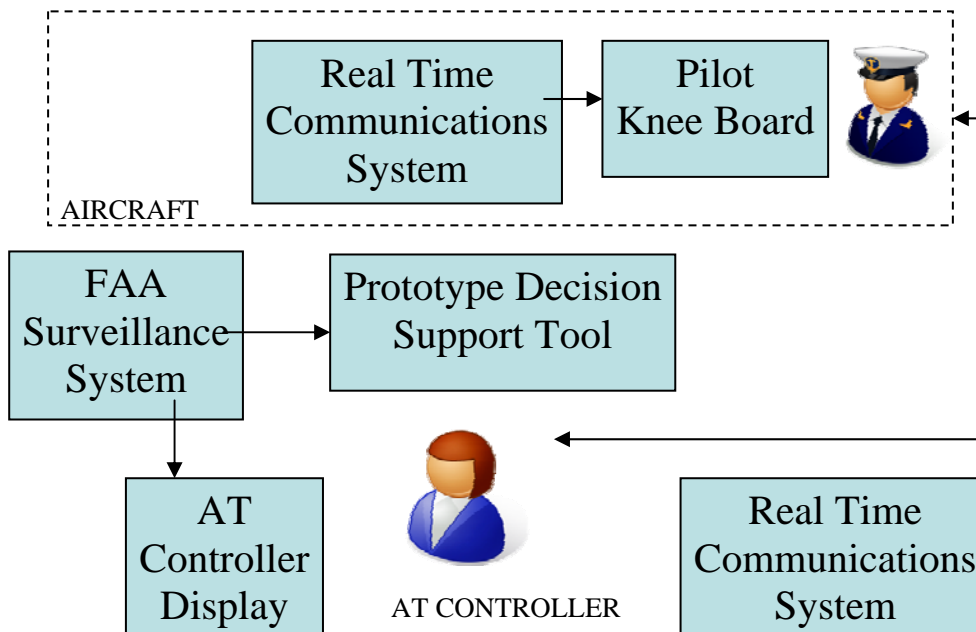 Real Time
Communications
System
Pilot
Knee Board
AIRCRAFT
FAA
Surveillance
System
Prototype Decision
Support Tool
AT
Controller
Display
AT CONTROLLER
Real Time
Communications
System